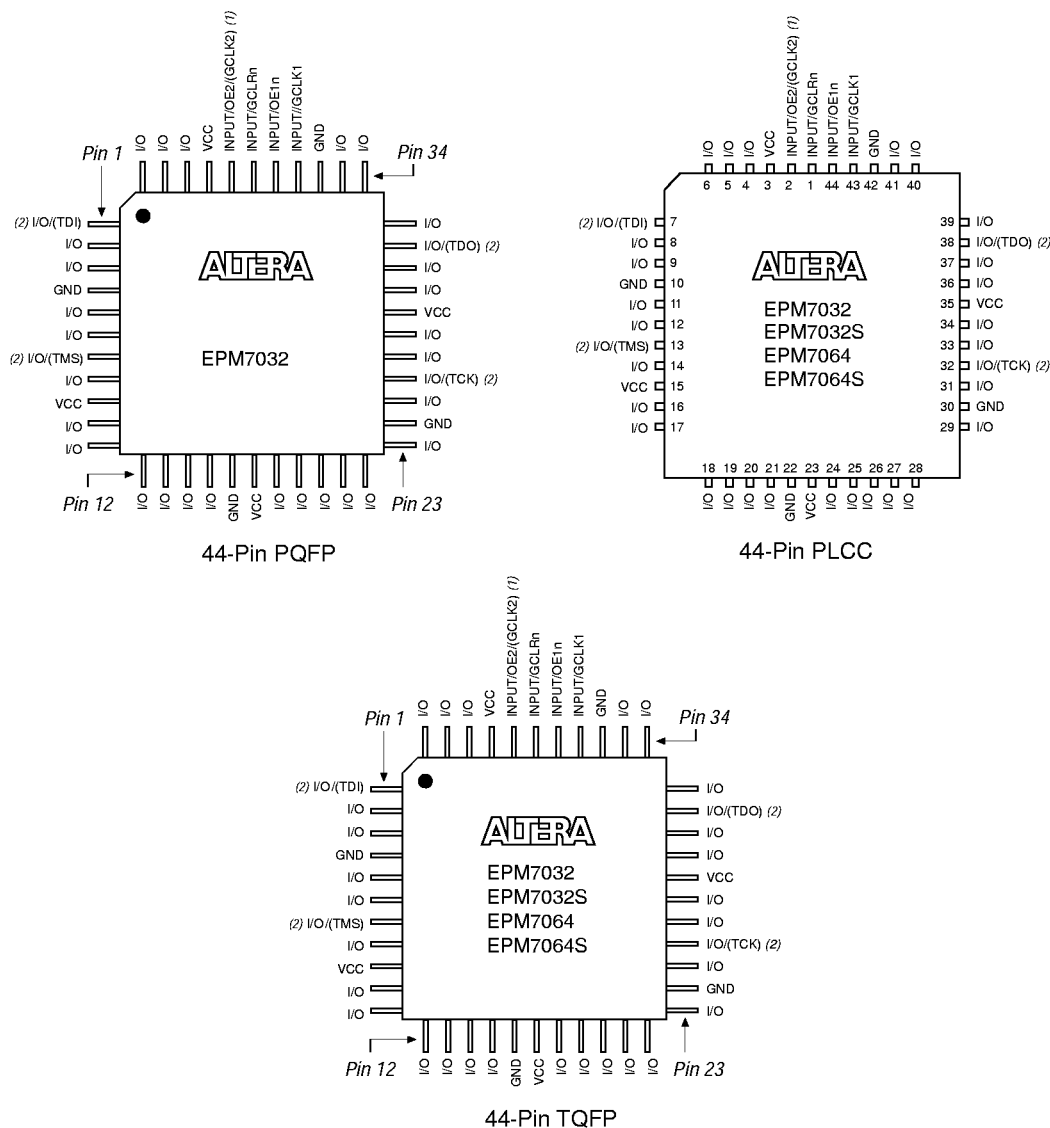 I/O
I/O
I/O
VCC
INPUT/OE2/(GCLK2) (1)
INPUT/GCLRn
INPUT/OE1n
INPUT//GCLK1
GND
I/O
I/O
Pin 1
Pin 34
(2) I/O/(TDI)
I/O
I/O
GND
I/O
I/O
(2) I/O/(TMS)
I/O
VCC
I/O
I/O
ALTERA
EPM7032
I/O
I/O/(TDO) (2)
I/O
I/O
VCC
I/O
I/O
I/O/(TCK) (2)
I/O
GND
I/O
Pin 12
Pin 23
I/O
I/O
I/O
I/O
GND
VCC
I/O
I/O
I/O
I/O
I/O
44-Pin PQFP
I/O
I/O
I/O
VCC
INPUT/OE2/(GCLK2) (1)
INPUT/GCLRn
INPUT/OE1n
INPUT/GCLK1
GND
I/O
I/O
6 5 4 3 2 1 44 43 42 41 40
(2) I/O/(TDI) 7
I/O 8
I/O 9
GND 10
I/O 11
I/O 12
(2) I/O/(TMS) 13
I/O 14
VCC 15
I/O 16
I/O 17
ALTERA
EPM7032
EPM7032S
EPM7064
EPM7064S
39 I/O
38 I/O/(TDO) (2)
37 I/O
36 I/O
35 VCC
34 I/O
33 I/O
32 I/O/(TCK) (2)
31 I/O
30 GND
29 I/O
18 19 20 21 22 23 24 25 26 27 28
I/O
I/O
I/O
I/O
GND
VCC
I/O
I/O
I/O
I/O
I/O
44-Pin PLCC
I/O
I/O
I/O
VCC
INPUT/OE2/(GCLK2) (1)
INPUT/GCLRn
INPUT/OE1n
INPUT/GCLK1
GND
I/O
I/O
Pin 1
Pin 34
(2) I/O/(TDI)
I/O
I/O
GND
I/O
I/O
(2) I/O/(TMS)
I/O
VCC
I/O
I/O
ALTERA
EPM7032
EPM7032S
EPM7064
EPM7064S
I/O
I/O/(TDO) (2)
I/O
I/O
VCC
I/O
I/O
I/O/(TCK) (2)
I/O
GND
I/O
Pin 12
Pin 23
I/O
I/O
I/O
I/O
GND
VCC
I/O
I/O
I/O
I/O
I/O
44-Pin TQFP